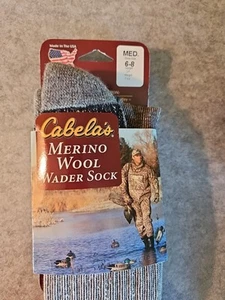 Made In The USA
MED.
6-8
Cabela's
MERINO
WOOL
WADER SOCK